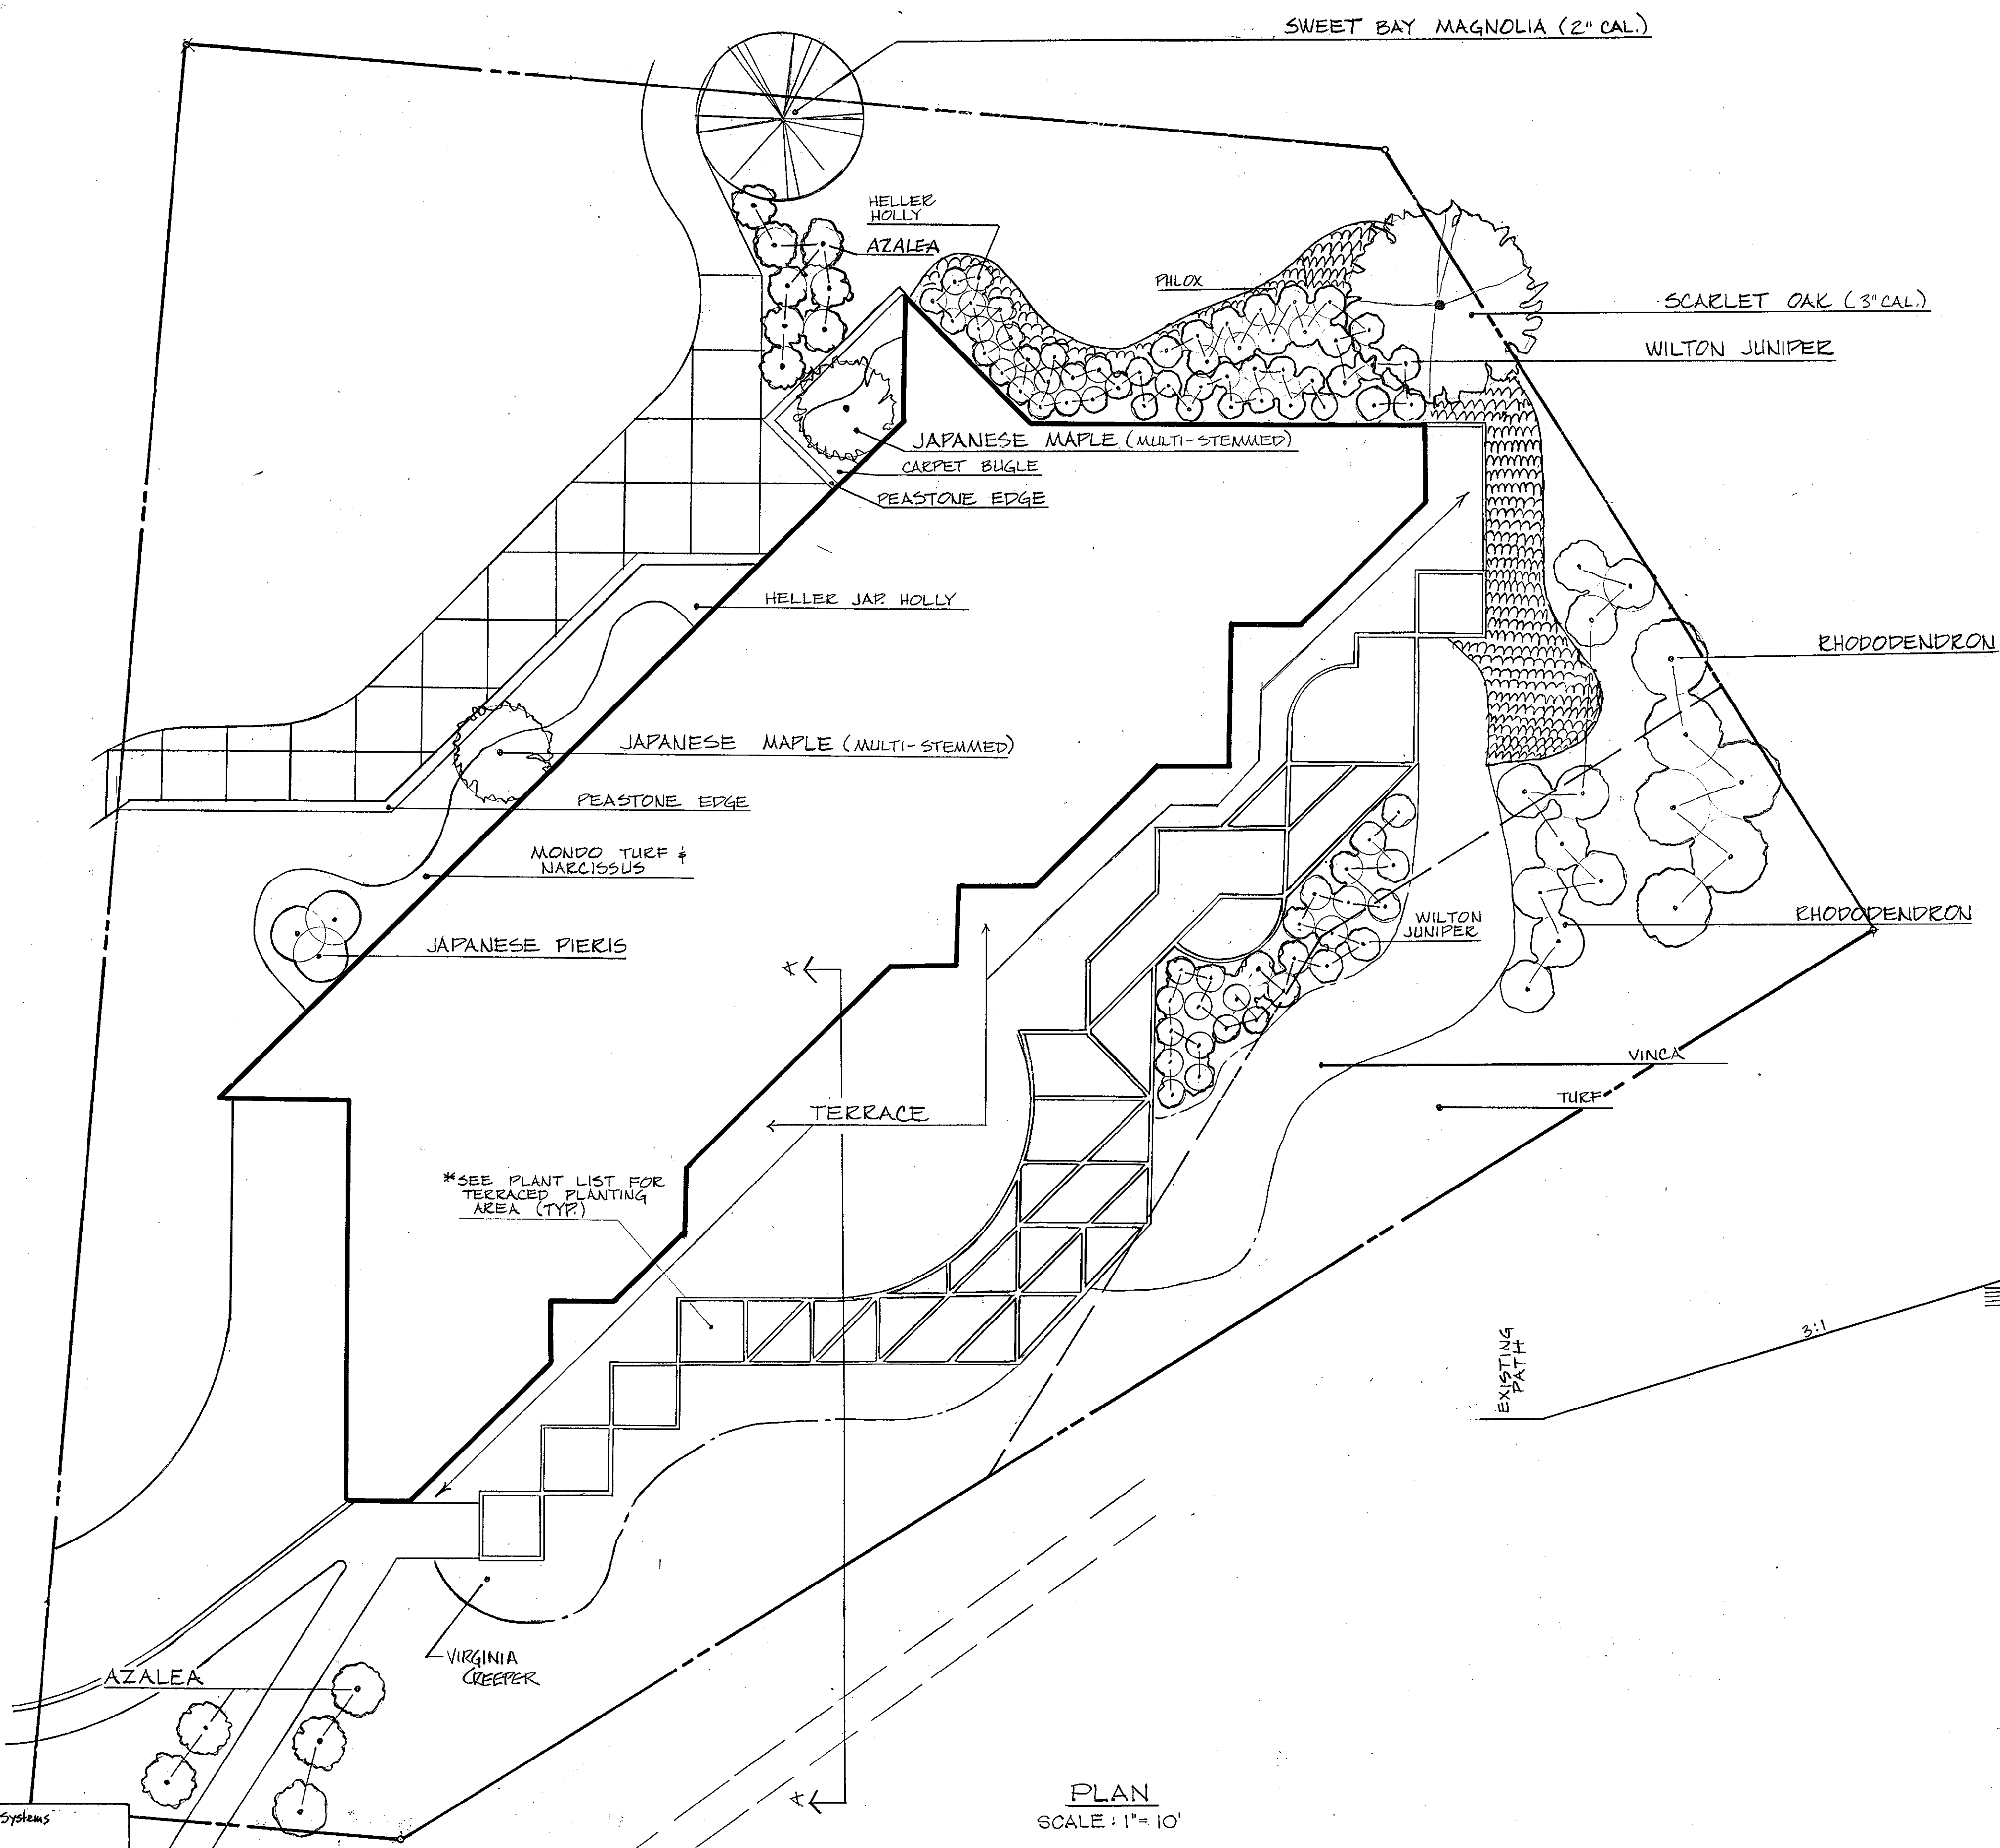 SWEET BAY MAGNOLIA (2" CAL.)
HELLER
HOLLY
AZALEA
PHLOX
SCARLET OAK (3" CAL.)
WILTON JUNIPER
JAPANESE MAPLE (MULTI-STEMMED)
CARPET BUGLE
PEASTONE EDGE
HELLER JAP. HOLLY
RHODODENDRON
JAPANESE MAPLE (MULTI-STEMMED)
PEASTONE EDGE
MONDO TURF &
NARCISSUS
JAPANESE PIERIS
WILTON
JUNIPER
RHODODENDRON
VINCA
TURF
TERRACE
*SEE PLANT LIST FOR
TERRACED PLANTING
AREA (TYP.)
EXISTING
PATH
3:1
VIRGINIA
CREEPER
AZALEA
PLAN
SCALE: 1"= 10'
Systems